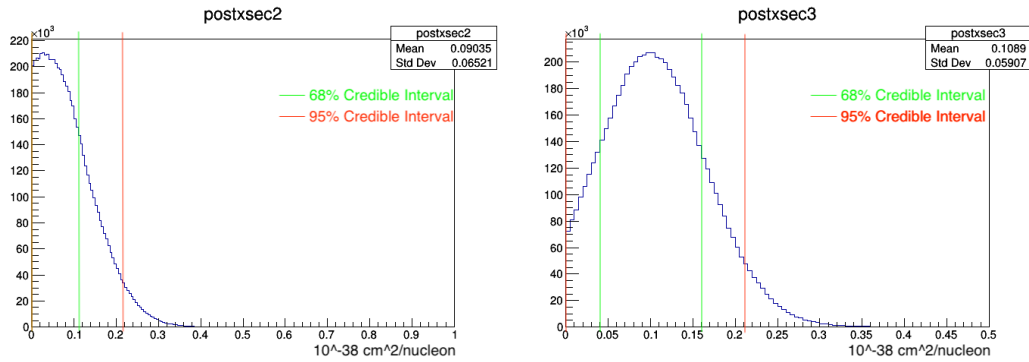 postxsec2
×10³
postxsec2
Mean 0.09035
Std Dev 0.06521
68% Credible Interval
95% Credible Interval
220
200
180
160
140
120
100
80
60
40
20
0
0 0.1 0.2 0.3 0.4 0.5 0.6 0.7 0.8 0.9 1
10^-38 cm^2/nucleon
postxsec3
×10³
postxsec3
Mean 0.1089
Std Dev 0.05907
68% Credible Interval
95% Credible Interval
220
200
180
160
140
120
100
80
60
40
20
0
0 0.05 0.1 0.15 0.2 0.25 0.3 0.35 0.4 0.45 0.5
10^-38 cm^2/nucleon